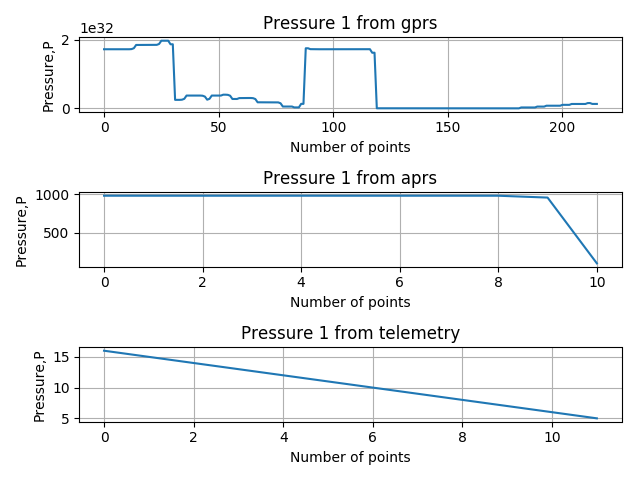 Pressure 1 from gprs
1e32
2
0
Pressure,P
0 50 100 150 200
Number of points
Pressure 1 from aprs
1000
500
Pressure,P
0 2 4 6 8 10
Number of points
Pressure 1 from telemetry
15
10
5
Pressure,P
0 2 4 6 8 10
Number of points